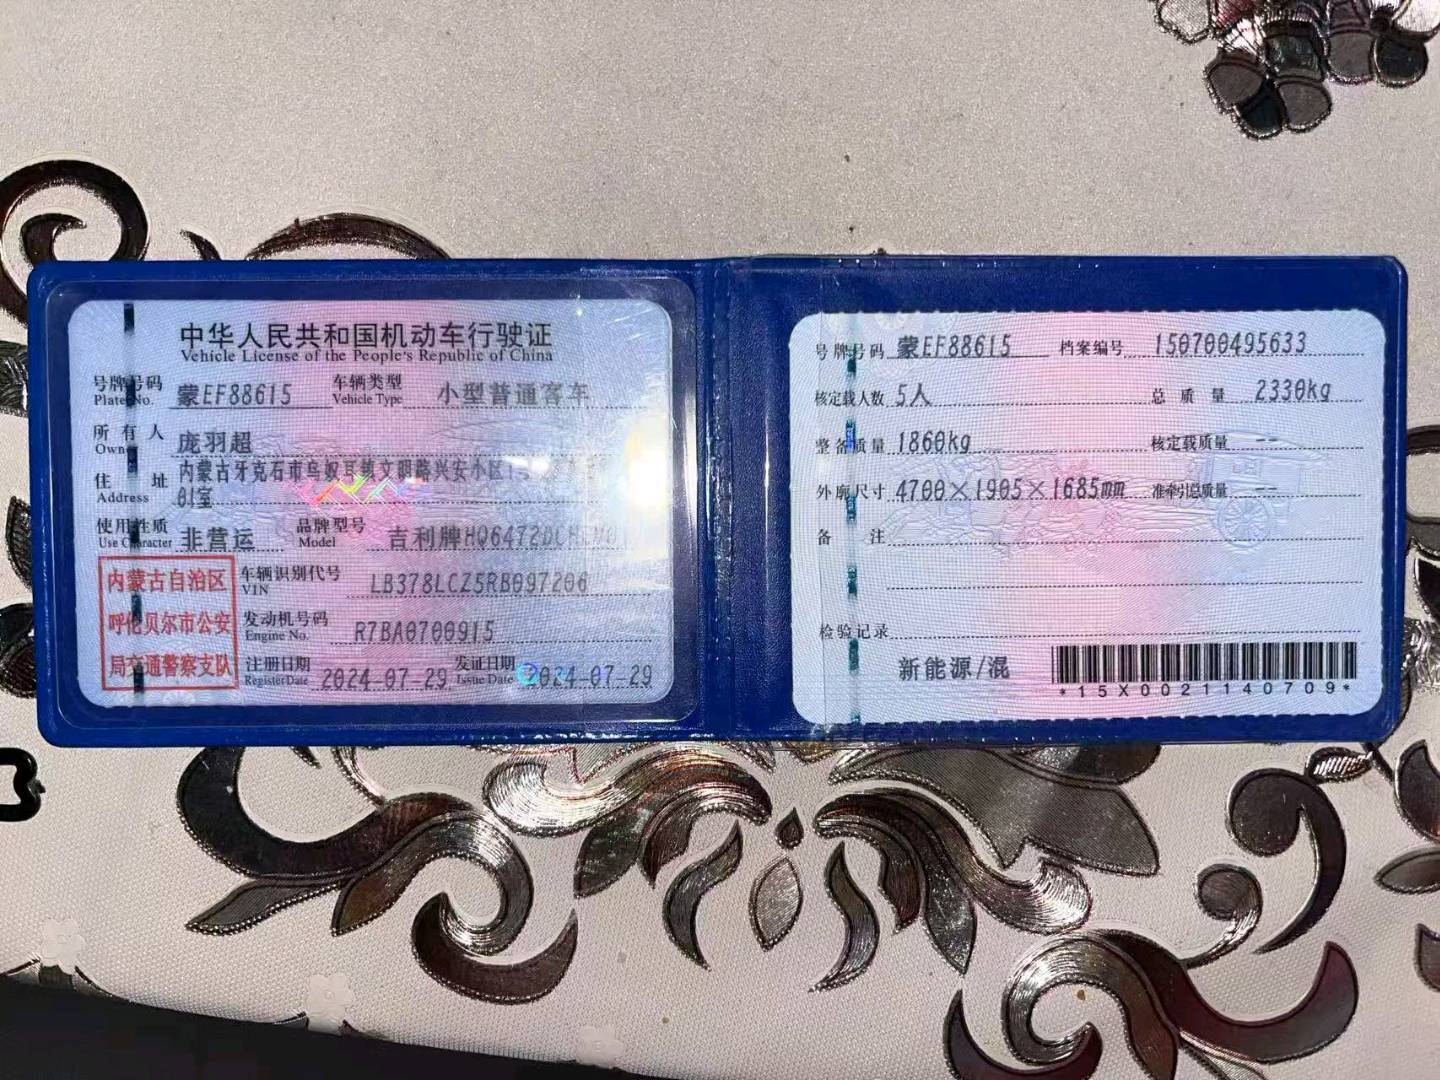 中华人民共和国机动车行驶证
Vehicle License of the People's Republic of China
号牌号码 蒙EF88615 车辆类型 小型普通客车
Plate No. Vehicle Type
所有人 庞羽超
Owner
住址 内蒙古牙克石市乌奴耳镇文明路兴安小区
Address 01室
使用性质 非营运 品牌型号 吉利牌HQ6472
Use Character Model
内蒙古自治区
呼伦贝尔市公安
局交通警察支队
车辆识别代号 LB378LCZ5RB097206
VIN
发动机号码 R7BA0700915
Engine No.
注册日期 2024-07-29 发证日期 2024-07-29
Register Date Issue Date
号牌号码 蒙EF88615 档案编号 150700495633
核定载人数 5人 总质量 2330kg
整备质量 1860kg 核定载质量 --
外廓尺寸 4700×1905×1685mm 准牵引总质量 --
备注
检验记录
新能源/混
*15X0021140709*